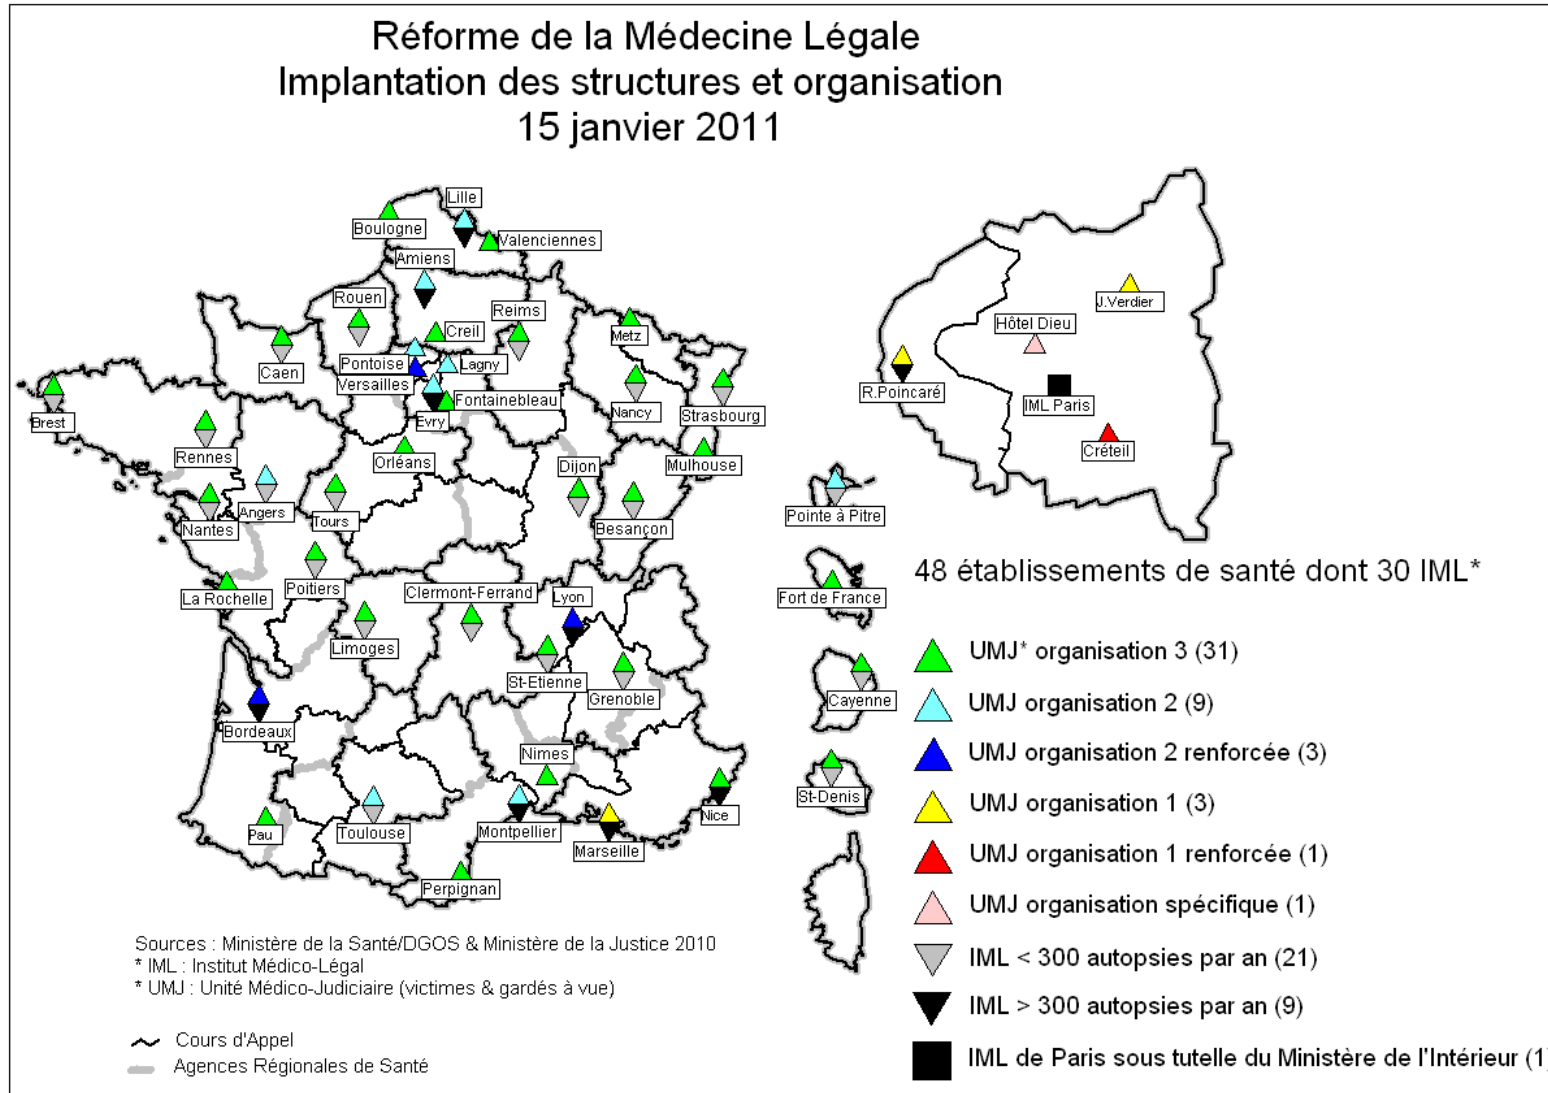 Réforme de la Médecine Légale
Implantation des structures et organisation
15 janvier 2011
Lille
Boulogne
Valenciennes
Amiens
Rouen
Reims
Creil
Metz
Caen
Pontoise
Lagny
Versailles
Fontainebleau
Evry
Nancy
Strasbourg
Brest
Rennes
Orléans
Dijon
Mulhouse
Nantes
Angers
Tours
Besançon
La Rochelle
Poitiers
Clermont-Ferrand
Lyon
Limoges
St-Etienne
Grenoble
Bordeaux
Nimes
Pau
Toulouse
Montpellier
Marseille
Nice
Perpignan
J.Verdier
Hôtel Dieu
R.Poincaré
IML Paris
Créteil
Pointe à Pitre
Fort de France
Cayenne
St-Denis
48 établissements de santé dont 30 IML*
UMJ* organisation 3 (31)
UMJ organisation 2 (9)
UMJ organisation 2 renforcée (3)
UMJ organisation 1 (3)
UMJ organisation 1 renforcée (1)
UMJ organisation spécifique (1)
IML < 300 autopsies par an (21)
IML > 300 autopsies par an (9)
IML de Paris sous tutelle du Ministère de l'Intérieur (1)
Sources : Ministère de la Santé/DGOS & Ministère de la Justice 2010
* IML : Institut Médico-Légal
* UMJ : Unité Médico-Judiciaire (victimes & gardés à vue)
Cours d'Appel
Agences Régionales de Santé